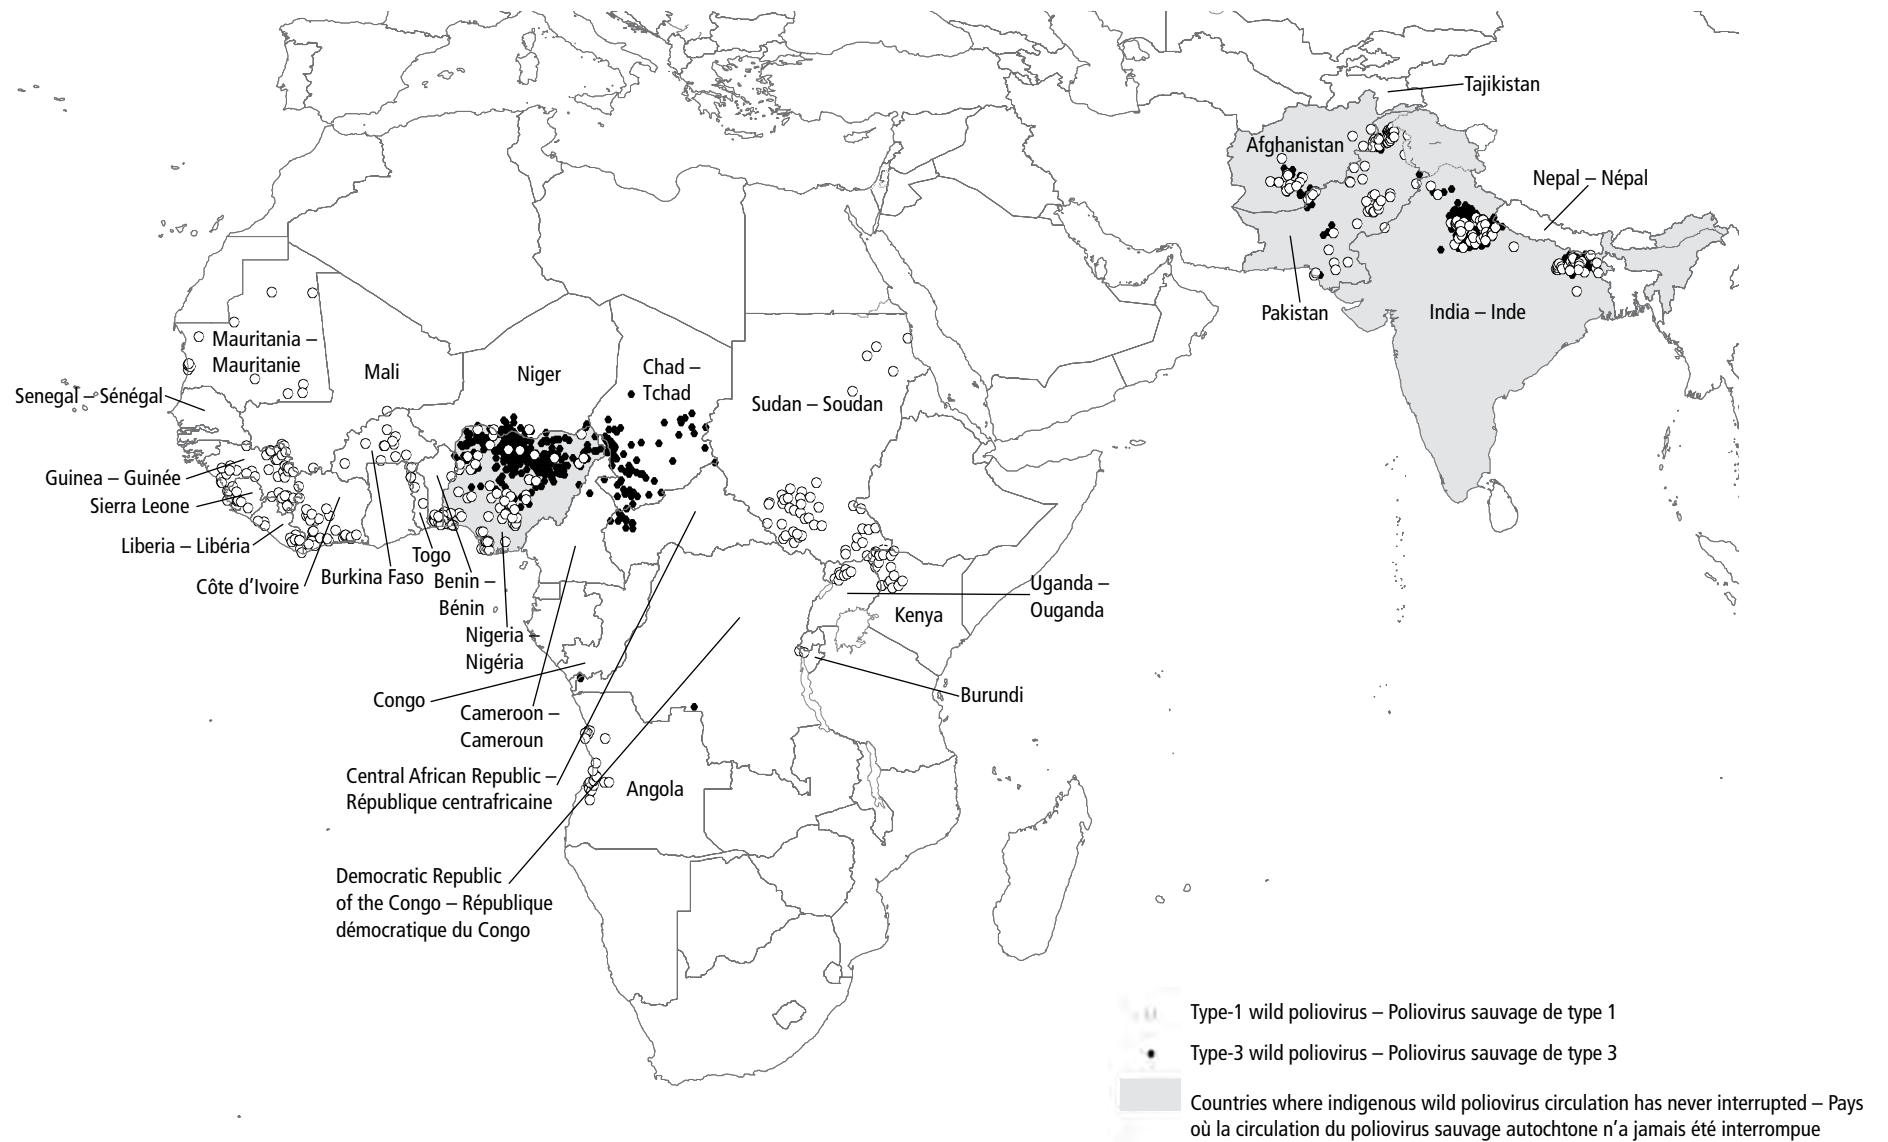 Tajikistan
Afghanistan
Nepal – Népal
Pakistan
India – Inde
Mauritania –
Mauritanie
Mali
Niger
Chad –
Tchad
Senegal – Sénégal
Sudan – Soudan
Guinea – Guinée
Sierra Leone
Liberia – Libéria
Togo
Côte d’Ivoire
Burkina Faso
Benin –
Bénin
Uganda –
Ouganda
Kenya
Nigeria –
Nigéria
Congo
Burundi
Cameroon –
Cameroun
Central African Republic –
République centrafricaine
Angola
Democratic Republic
of the Congo – République
démocratique du Congo
Type-1 wild poliovirus – Poliovirus sauvage de type 1
Type-3 wild poliovirus – Poliovirus sauvage de type 3
Countries where indigenous wild poliovirus circulation has never interrupted – Pays
où la circulation du poliovirus sauvage autochtone n’a jamais été interrompue